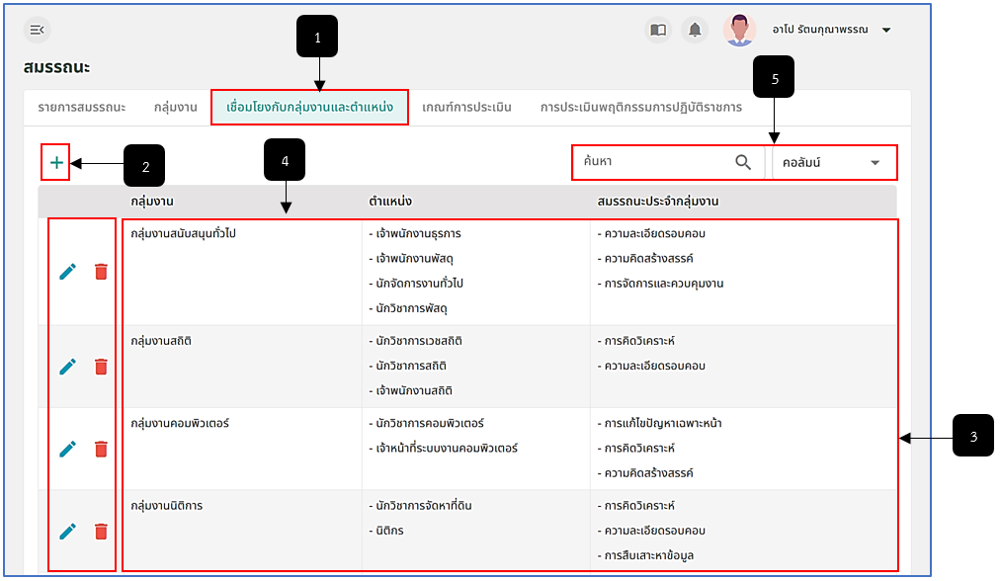 1
อาโป รัตนกุณาพรรณ
สมรรถนะ
5
รายการสมรรถนะ กลุ่มงาน เชื่อมโยงกับกลุ่มงานและตำแหน่ง เกณฑ์การประเมิน การประเมินพฤติกรรมการปฏิบัติราชการ
2
4
ค้นหา คอลัมน์
กลุ่มงาน ตำแหน่ง สมรรถนะประจำกลุ่มงาน
กลุ่มงานสนับสนุนทั่วไป - เจ้าพนักงานธุรการ - ความละเอียดรอบคอบ
- เจ้าพนักงานพัสดุ - ความคิดสร้างสรรค์
- นักจัดการงานทั่วไป - การจัดการและควบคุมงาน
- นักวิชาการพัสดุ
กลุ่มงานสถิติ - นักวิชาการเวชสถิติ - การคิดวิเคราะห์
- นักวิชาการสถิติ - ความละเอียดรอบคอบ
- เจ้าพนักงานสถิติ
กลุ่มงานคอมพิวเตอร์ - นักวิชาการคอมพิวเตอร์ - การแก้ไขปัญหาเฉพาะหน้า
- เจ้าหน้าที่ระบบงานคอมพิวเตอร์ - การคิดวิเคราะห์
3
- ความคิดสร้างสรรค์
กลุ่มงานนิติการ - นักวิชาการจัดหาที่ดิน - การคิดวิเคราะห์
- นิติกร - ความละเอียดรอบคอบ
- การสืบเสาะหาข้อมูล